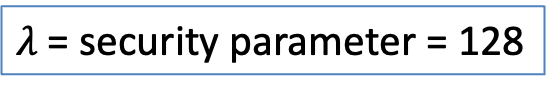 λ = security parameter = 128